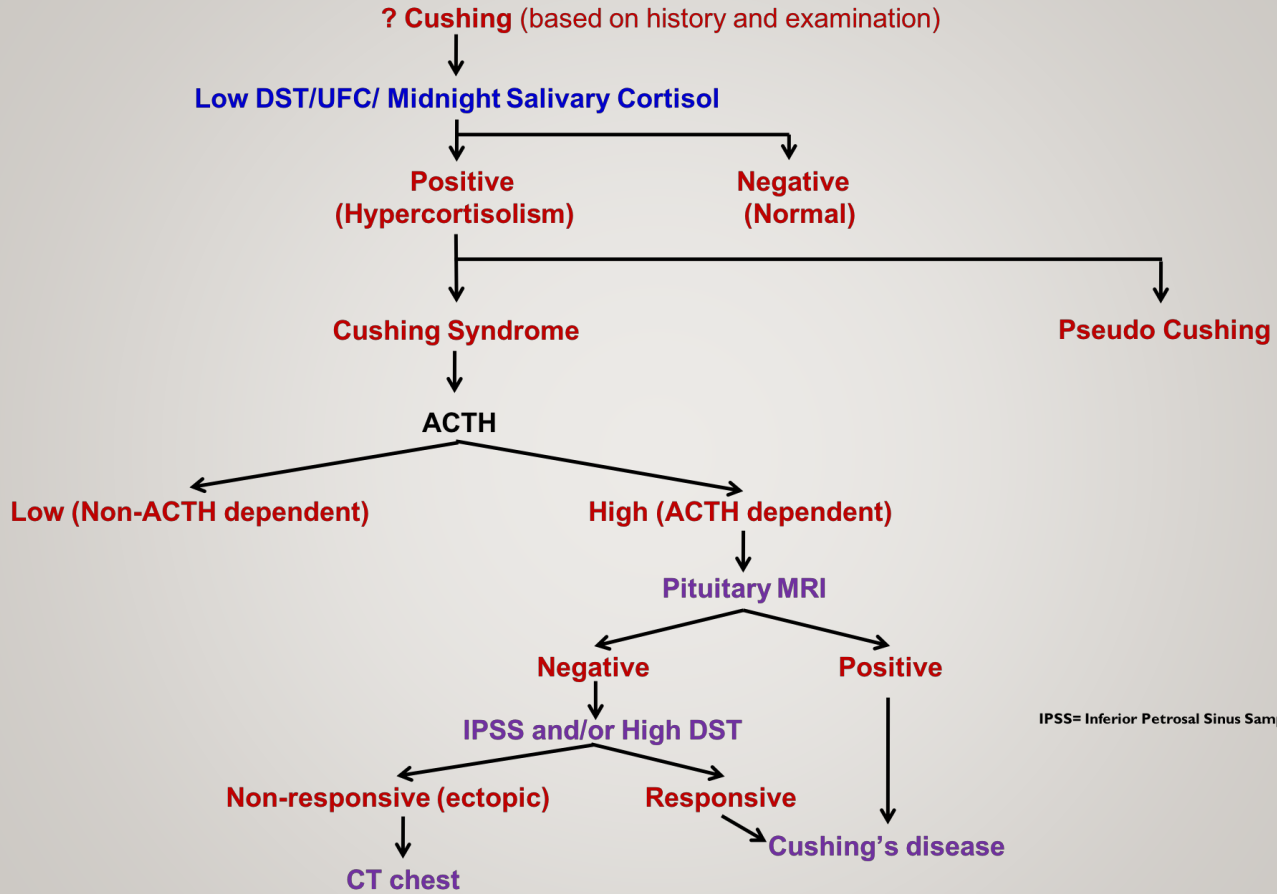 ? Cushing (based on history and examination)
Low DST/UFC/ Midnight Salivary Cortisol
Positive
(Hypercortisolism)
Negative
(Normal)
Cushing Syndrome
Pseudo Cushing
ACTH
Low (Non-ACTH dependent)
High (ACTH dependent)
Pituitary MRI
Negative
Positive
IPSS and/or High DST
IPSS= Inferior Petrosal Sinus Samp
Non-responsive (ectopic)
Responsive
Cushing’s disease
CT chest